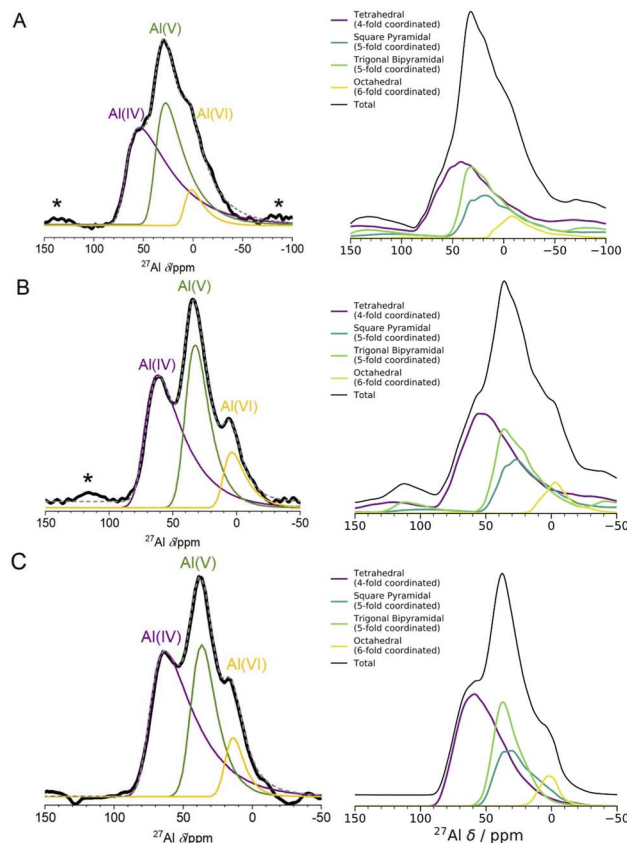 A
Al(V)
Al(IV)
Al(VI)
*
*
150 100 50 0 -50 -100
²⁷Al δ/ppm
Tetrahedral
(4-fold coordinated)
Square Pyramidal
(5-fold coordinated)
Trigonal Bipyramidal
(5-fold coordinated)
Octahedral
(6-fold coordinated)
Total
150 100 50 0 −50 −100
B
Al(V)
Al(IV)
Al(VI)
*
150 100 50 0 -50
²⁷Al δ/ppm
Tetrahedral
(4-fold coordinated)
Square Pyramidal
(5-fold coordinated)
Trigonal Bipyramidal
(5-fold coordinated)
Octahedral
(6-fold coordinated)
Total
150 100 50 0 −50
C
Al(V)
Al(IV)
Al(VI)
150 100 50 0 -50
²⁷Al δ/ppm
Tetrahedral
(4-fold coordinated)
Square Pyramidal
(5-fold coordinated)
Trigonal Bipyramidal
(5-fold coordinated)
Octahedral
(6-fold coordinated)
Total
150 100 50 0 −50
²⁷Al δ / ppm